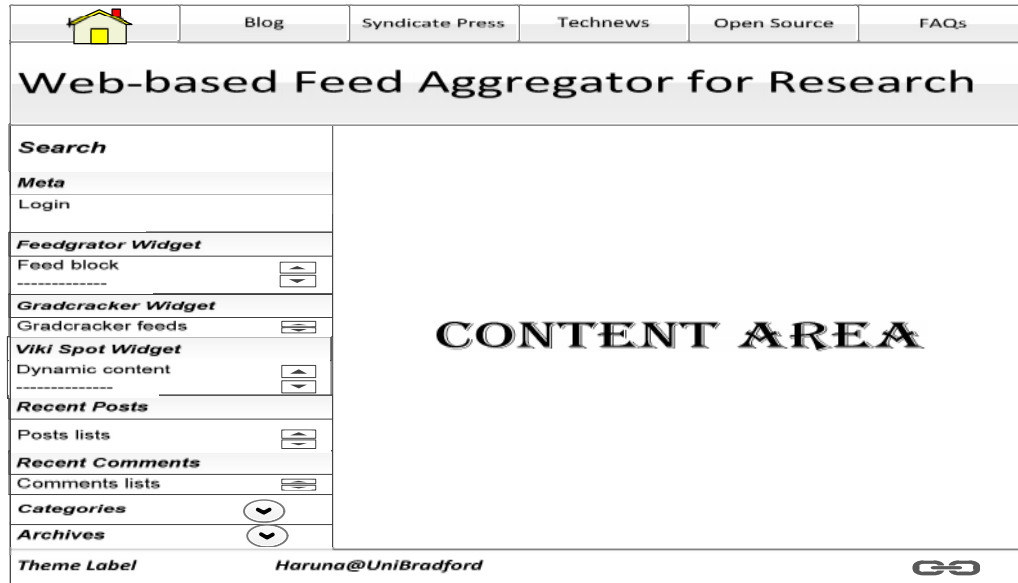 Blog
Syndicate Press
Technews
Open Source
FAQs
Web-based Feed Aggregator for Research
Search
Meta
Login
Feedgrator Widget
Feed block
-------------
Gradcracker Widget
Gradcracker feeds
Viki Spot Widget
Dynamic content
--------------
Recent Posts
Posts lists
Recent Comments
Comments lists
Categories
Archives
CONTENT AREA
Theme Label
Haruna@UniBradford